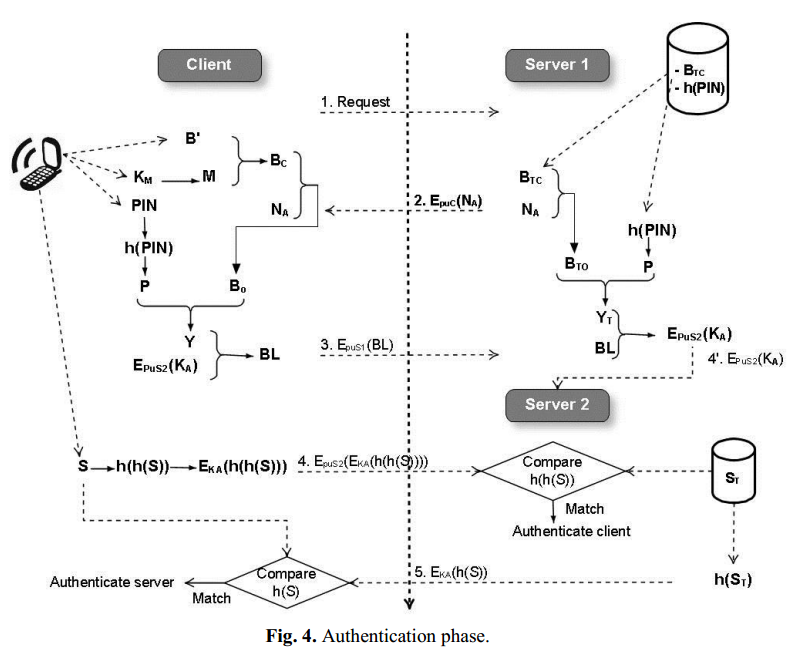 Client
Server 1
- BTC
- h(PIN)
1. Request
B'
KM
M
BC
PIN
NA
2. EpuC(NA)
BTC
NA
h(PIN)
h(PIN)
P
Bo
BTO
P
Y
EPuS2(KA)
BL
3. EpuS1(BL)
YT
BL
EPuS2(KA)
4'. EPuS2(KA)
Server 2
S
h(h(S))
EKA(h(h(S)))
4. EpuS2(EKA(h(h(S))))
Compare
h(h(S))
ST
Match
Authenticate client
Authenticate server
Match
Compare
h(S)
5. EKA(h(S))
h(ST)
Fig. 4. Authentication phase.